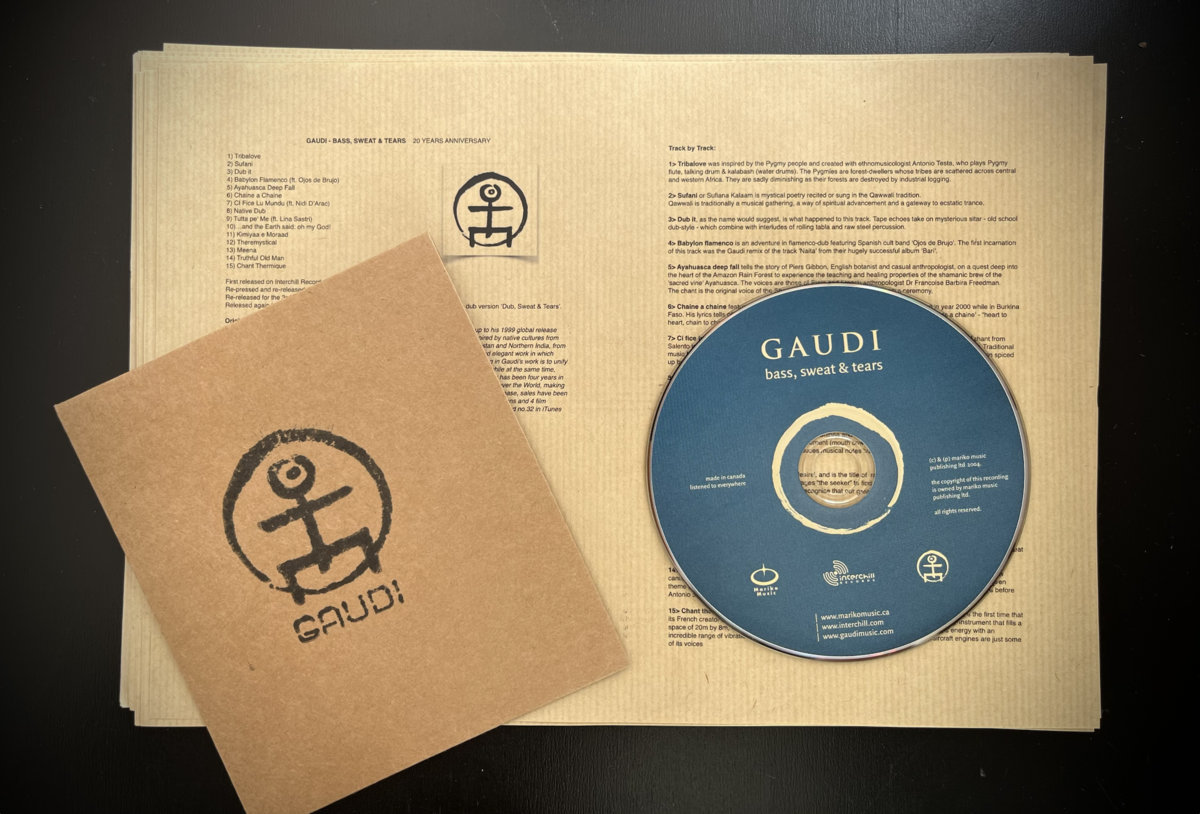 GAUDI - BASS, SWEAT & TEARS 20 YEARS ANNIVERSARY
1) Tribalove
2) Sufani
3) Dub it
4) Babylon Flamenco (ft. Ojos de Brujo)
5) Ayahuasca Deep Fall
6) Chaine a Chaine
7) CI Fice Lu Mundu (ft. Nidi D'Arac)
8) Native Dub
9) Tutta pe' Me (ft. Lina Sastri)
10)...and the Earth said: oh my God!
11) Kimiyaa e Moraad
12) Theremystical
13) Meena
14) Truthful Old Man
15) Chant Thermique
First released on Interchill
Re-pressed and
Re-released for the
Released again
dub version 'Dub, Sweat & Tears'.
up to his 1999 global release
by native cultures from
and Northern India, from
elegant work in which
in Gaudi's work is to unify
at the same time,
has been four years in
the World, making
sales have been
and 4 film
no.32 in iTunes
GAUDI
Track by Track:
1> Tribalove was inspired by the Pygmy people and created with ethnomusicologist Antonio Testa, who plays Pygmy
flute, talking drum & kalabash (water drums). The Pygmies are forest-dwellers whose tribes are scattered across central
and western Africa. They are sadly diminishing as their forests are destroyed by industrial logging.
2> Sufani or Sufiana Kalaam is mystical poetry recited or sung in the Qawwali tradition.
Qawwali is traditionally a musical gathering, a way of spiritual advancement and a gateway to ecstatic trance.
3> Dub it, as the name would suggest, is what happened to this track. Tape echoes take on mysterious sitar - old school
dub-style - which combine with interludes of rolling tabla and raw steel percussion.
4> Babylon flamenco is an adventure in flamenco-dub featuring Spanish cult band 'Ojos de Brujo'. The first incarnation
of this track was the Gaudi remix of the track 'Naita' from their hugely successful album 'Bari'.
5> Ayahuasca deep fall tells the story of Piers Gibbon, English botanist and casual anthropologist, on a quest deep into
the heart of the Amazon Rain Forest to experience the teaching and healing properties of the shamanic brew of the
'sacred vine' Ayahuasca. The voices are those of anthropologist Dr Francoise Barbira Freedman.
The chant is the original voice of the a ceremony.
6> Chaine a chaine in year 2000 while in Burkina
Faso. His lyrics a chaine' - "heart to
heart, chain to
7> Ci fice chant from
Salento Traditional
music in spiced
up
GAUDI
bass, sweat & tears
made in canada
listened to everywhere
(c) & (p) mariko music
publishing ltd 2004.
the copyright of this recording
is owned by mariko music
publishing ltd.
all rights reserved.
(mouth
musical notes
and is the title of
"the seeker" to find
that our
Mariko
Music
interchill
RECORDS
www.marikomusic.ca
www.interchill.com
www.gaudimusic.com
14
theme before
Antonio
15> Chant the first time that
its French instrument that fills a
space of 20m by 8m energy with an
incredible range of aircraft engines are just some
of its voices